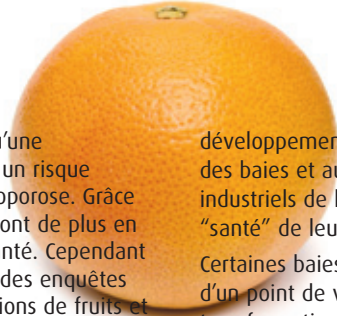 'une
un risque
oporose. Grâce
ont de plus en
nté. Cependant
des enquêtes
ions de fruits et
développemen
des baies et au
industriels de l
“santé” de leu
Certaines baies
d'un point de v